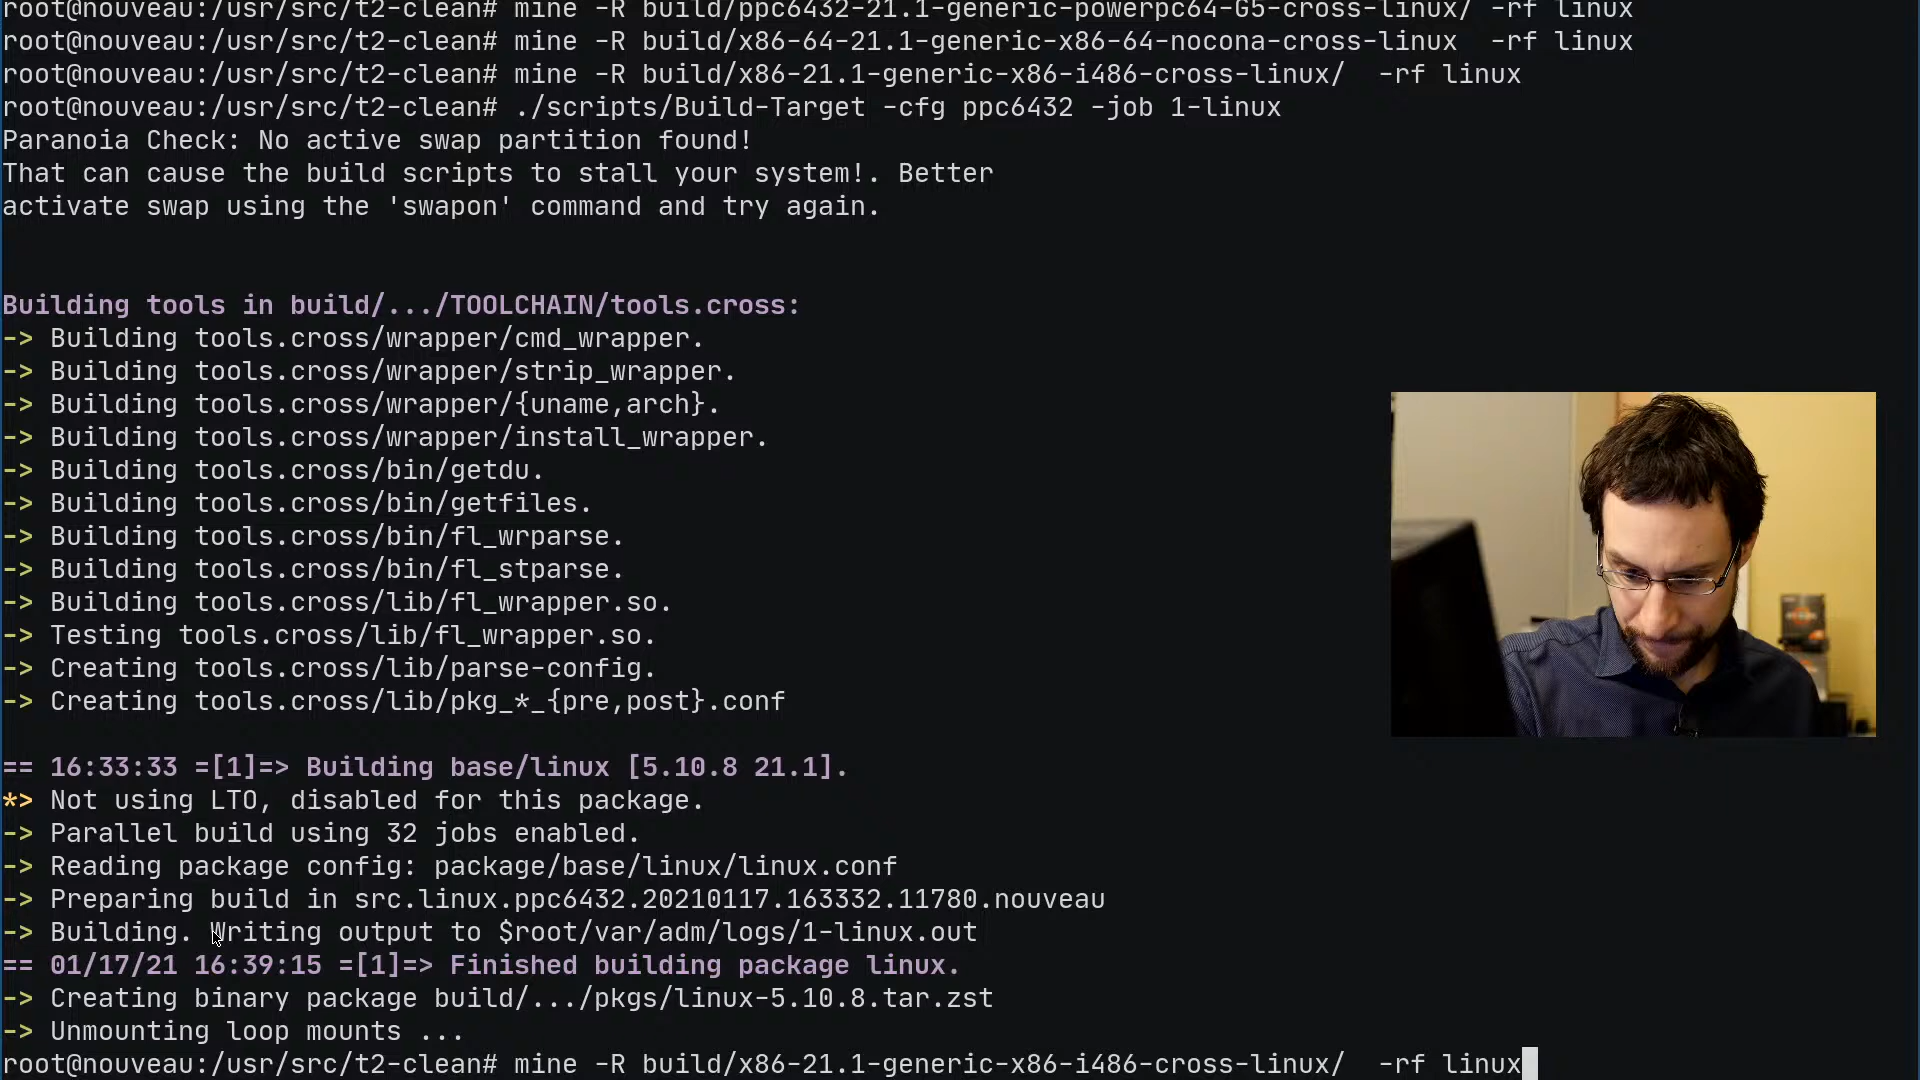 root@nouveau:/usr/src/t2-clean# mine -R build/ppc6432-21.1-generic-powerpc64-G5-cross-linux/ -rf linux
root@nouveau:/usr/src/t2-clean# mine -R build/x86-64-21.1-generic-x86-64-nocona-cross-linux  -rf linux
root@nouveau:/usr/src/t2-clean# mine -R build/x86-21.1-generic-x86-i486-cross-linux/  -rf linux
root@nouveau:/usr/src/t2-clean# ./scripts/Build-Target -cfg ppc6432 -job 1-linux
Paranoia Check: No active swap partition found!
That can cause the build scripts to stall your system!. Better
activate swap using the 'swapon' command and try again.
Building tools in build/.../TOOLCHAIN/tools.cross:
-> Building tools.cross/wrapper/cmd_wrapper.
-> Building tools.cross/wrapper/strip_wrapper.
-> Building tools.cross/wrapper/{uname,arch}.
-> Building tools.cross/wrapper/install_wrapper.
-> Building tools.cross/bin/getdu.
-> Building tools.cross/bin/getfiles.
-> Building tools.cross/bin/fl_wrparse.
-> Building tools.cross/bin/fl_stparse.
-> Building tools.cross/lib/fl_wrapper.so.
-> Testing tools.cross/lib/fl_wrapper.so.
-> Creating tools.cross/lib/parse-config.
-> Creating tools.cross/lib/pkg_*_{pre,post}.conf
== 16:33:33 =[1]=> Building base/linux [5.10.8 21.1].
*> Not using LTO, disabled for this package.
-> Parallel build using 32 jobs enabled.
-> Reading package config: package/base/linux/linux.conf
-> Preparing build in src.linux.ppc6432.20210117.163332.11780.nouveau
-> Building. Writing output to $root/var/adm/logs/1-linux.out
== 01/17/21 16:39:15 =[1]=> Finished building package linux.
-> Creating binary package build/.../pkgs/linux-5.10.8.tar.zst
-> Unmounting loop mounts ...
root@nouveau:/usr/src/t2-clean# mine -R build/x86-21.1-generic-x86-i486-cross-linux/  -rf linux